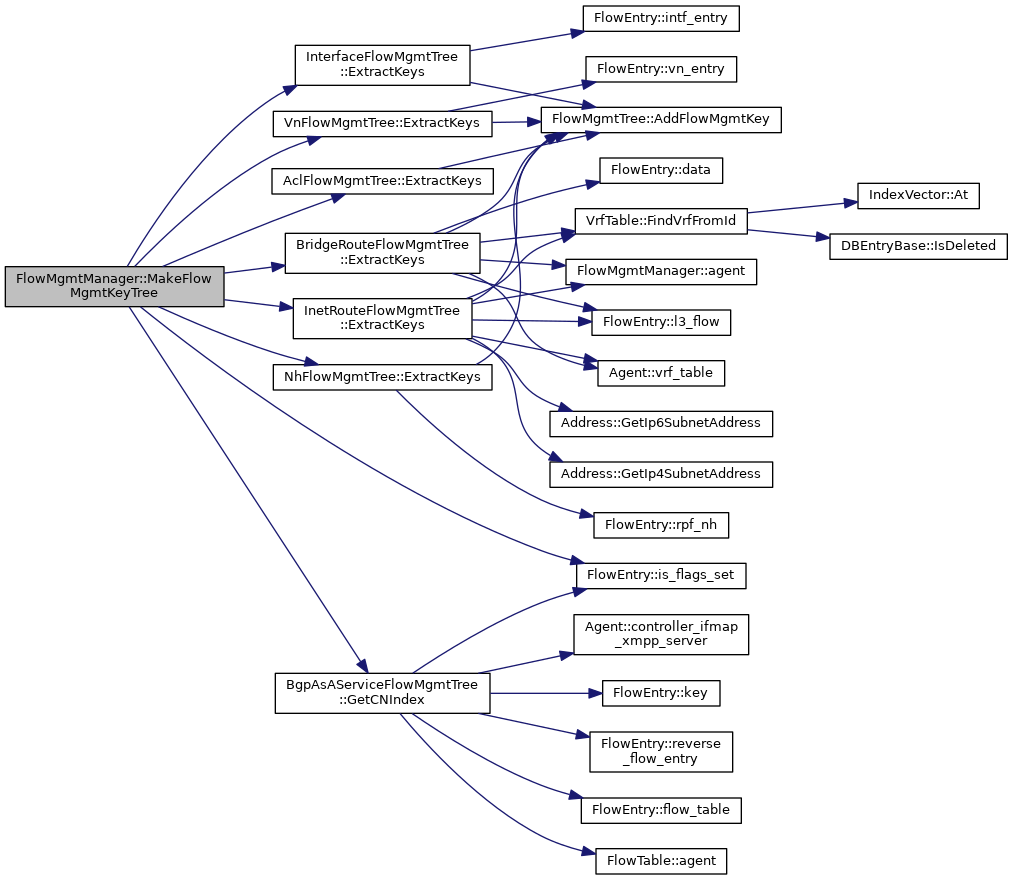 FlowMgmtManager::MakeFlow
MgmtKeyTree
InterfaceFlowMgmtTree
::ExtractKeys
VnFlowMgmtTree::ExtractKeys
AclFlowMgmtTree::ExtractKeys
BridgeRouteFlowMgmtTree
::ExtractKeys
InetRouteFlowMgmtTree
::ExtractKeys
NhFlowMgmtTree::ExtractKeys
BgpAsAServiceFlowMgmtTree
::GetCNIndex
FlowEntry::intf_entry
FlowEntry::vn_entry
FlowMgmtTree::AddFlowMgmtKey
FlowEntry::data
VrfTable::FindVrfFromId
FlowMgmtManager::agent
FlowEntry::l3_flow
Agent::vrf_table
Address::GetIp6SubnetAddress
Address::GetIp4SubnetAddress
FlowEntry::rpf_nh
FlowEntry::is_flags_set
Agent::controller_ifmap
_xmpp_server
FlowEntry::key
FlowEntry::reverse
_flow_entry
FlowEntry::flow_table
FlowTable::agent
IndexVector::At
DBEntryBase::IsDeleted